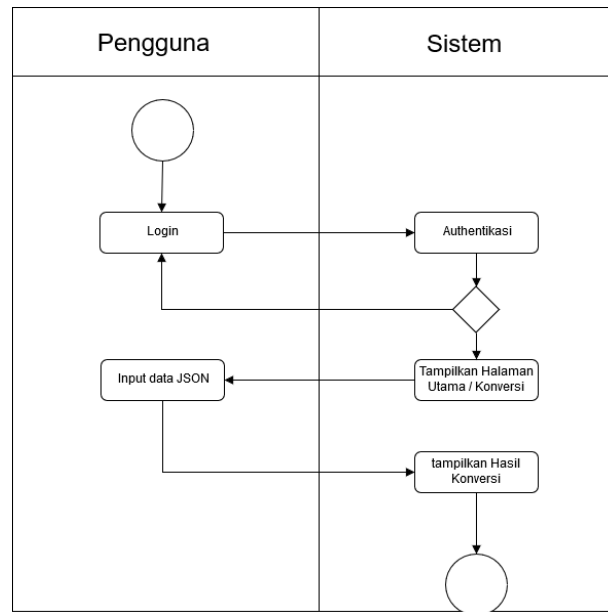 Pengguna
Sistem
Login
Authentikasi
Tampilkan Halaman
Utama / Konversi
Input data JSON
tampilkan Hasil
Konversi